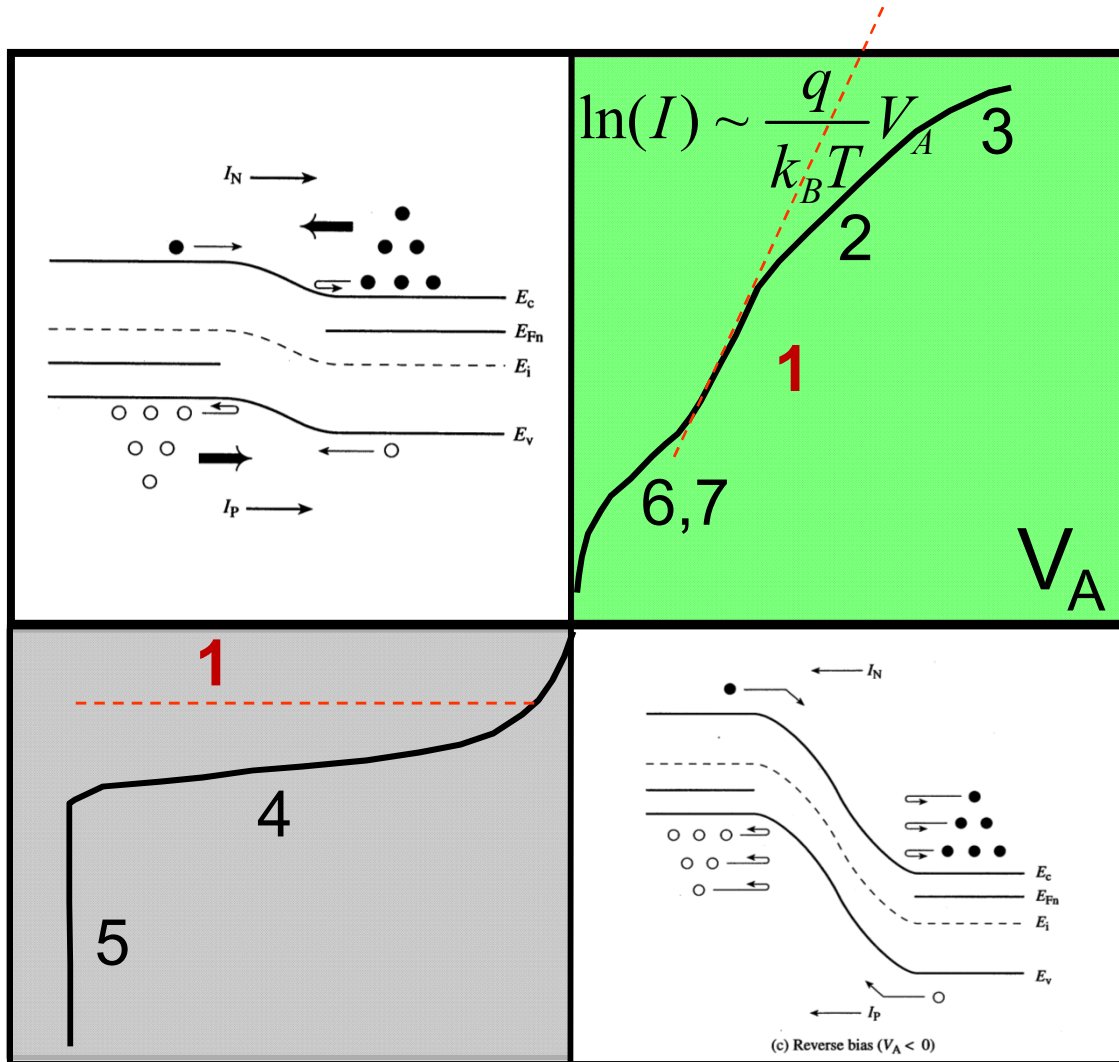 I_N
E_c
E_Fn
E_i
E_v
I_P
ln(I) ~ \frac{q}{k_B T} V_A
3
2
1
6,7
V_A
1
4
5
I_N
E_c
E_Fn
E_i
E_v
I_P
(c) Reverse bias (V_A < 0)